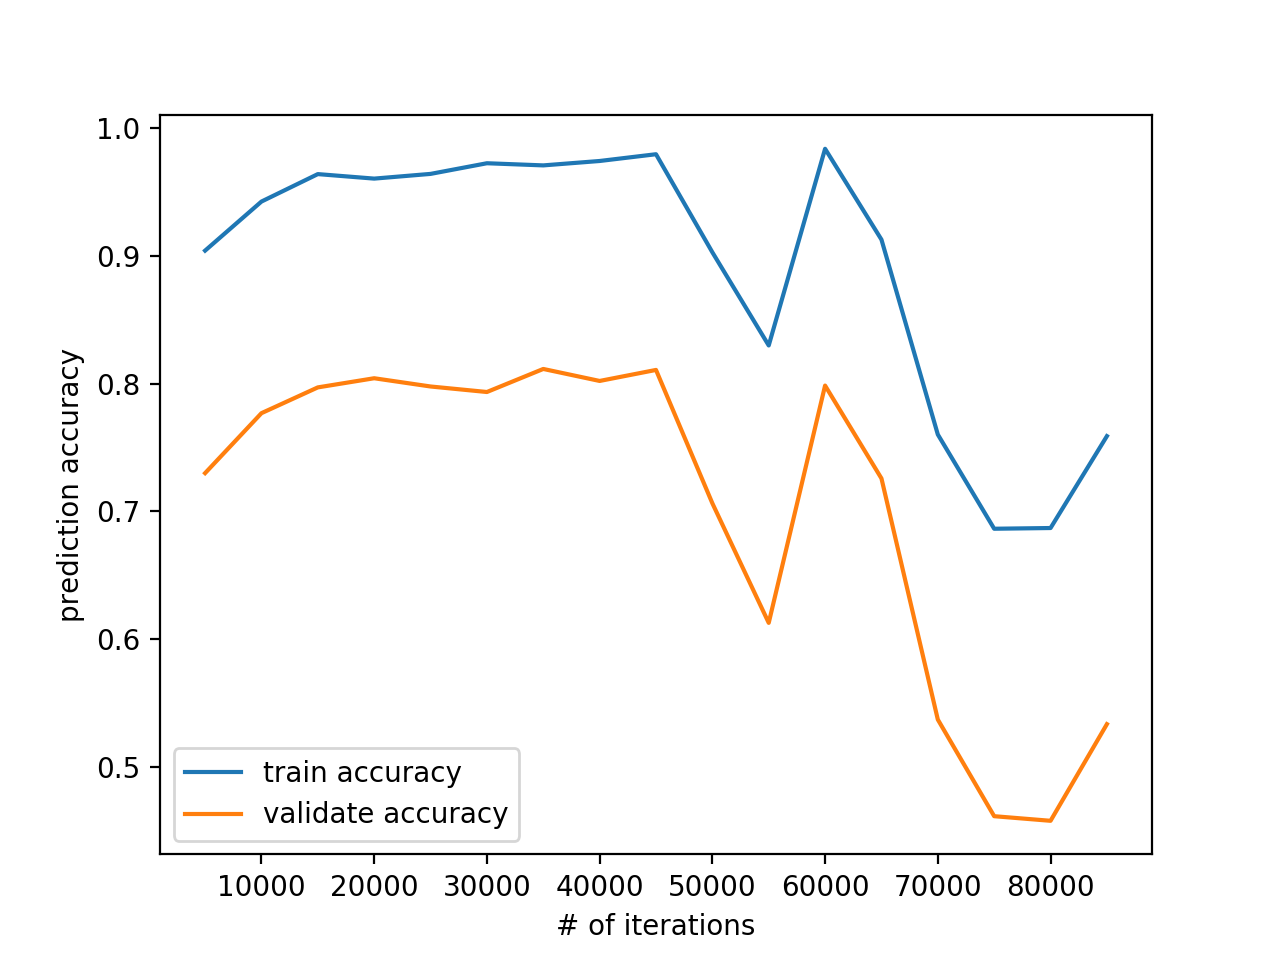 1.0
0.9
0.8
0.7
0.6
0.5
prediction accuracy
train accuracy
validate accuracy
10000 20000 30000 40000 50000 60000 70000 80000
# of iterations